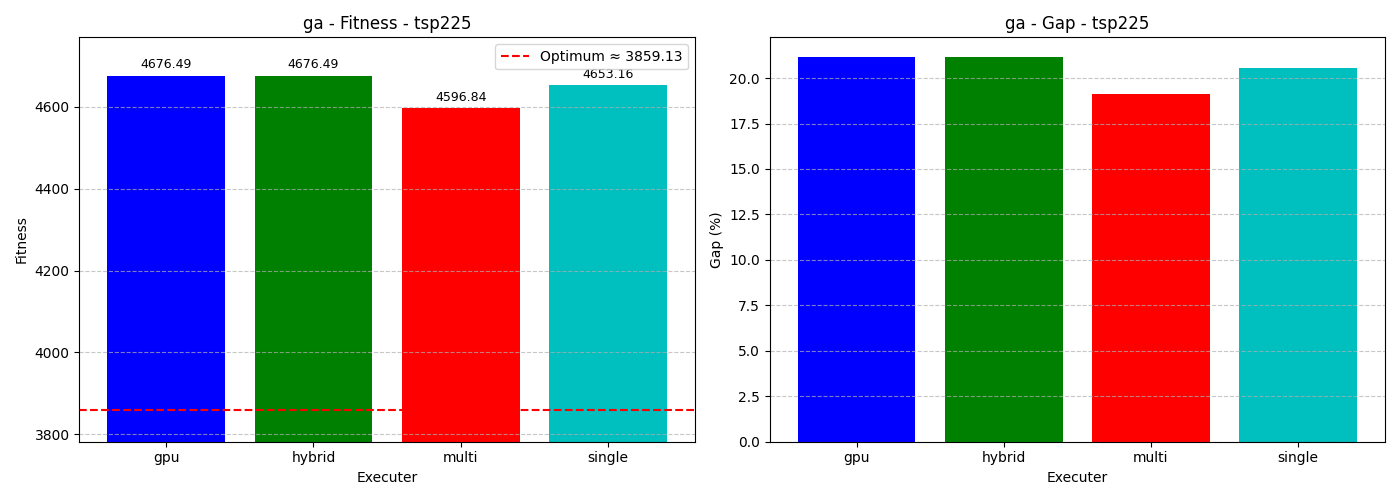 ga - Fitness - tsp225
Optimum ≈ 3859.13
4676.49
4676.49
4596.84
4653.16
4600
4400
4200
4000
3800
Fitness
gpu
hybrid
multi
single
Executer
ga - Gap - tsp225
20.0
17.5
15.0
12.5
10.0
7.5
5.0
2.5
0.0
Gap (%)
gpu
hybrid
multi
single
Executer